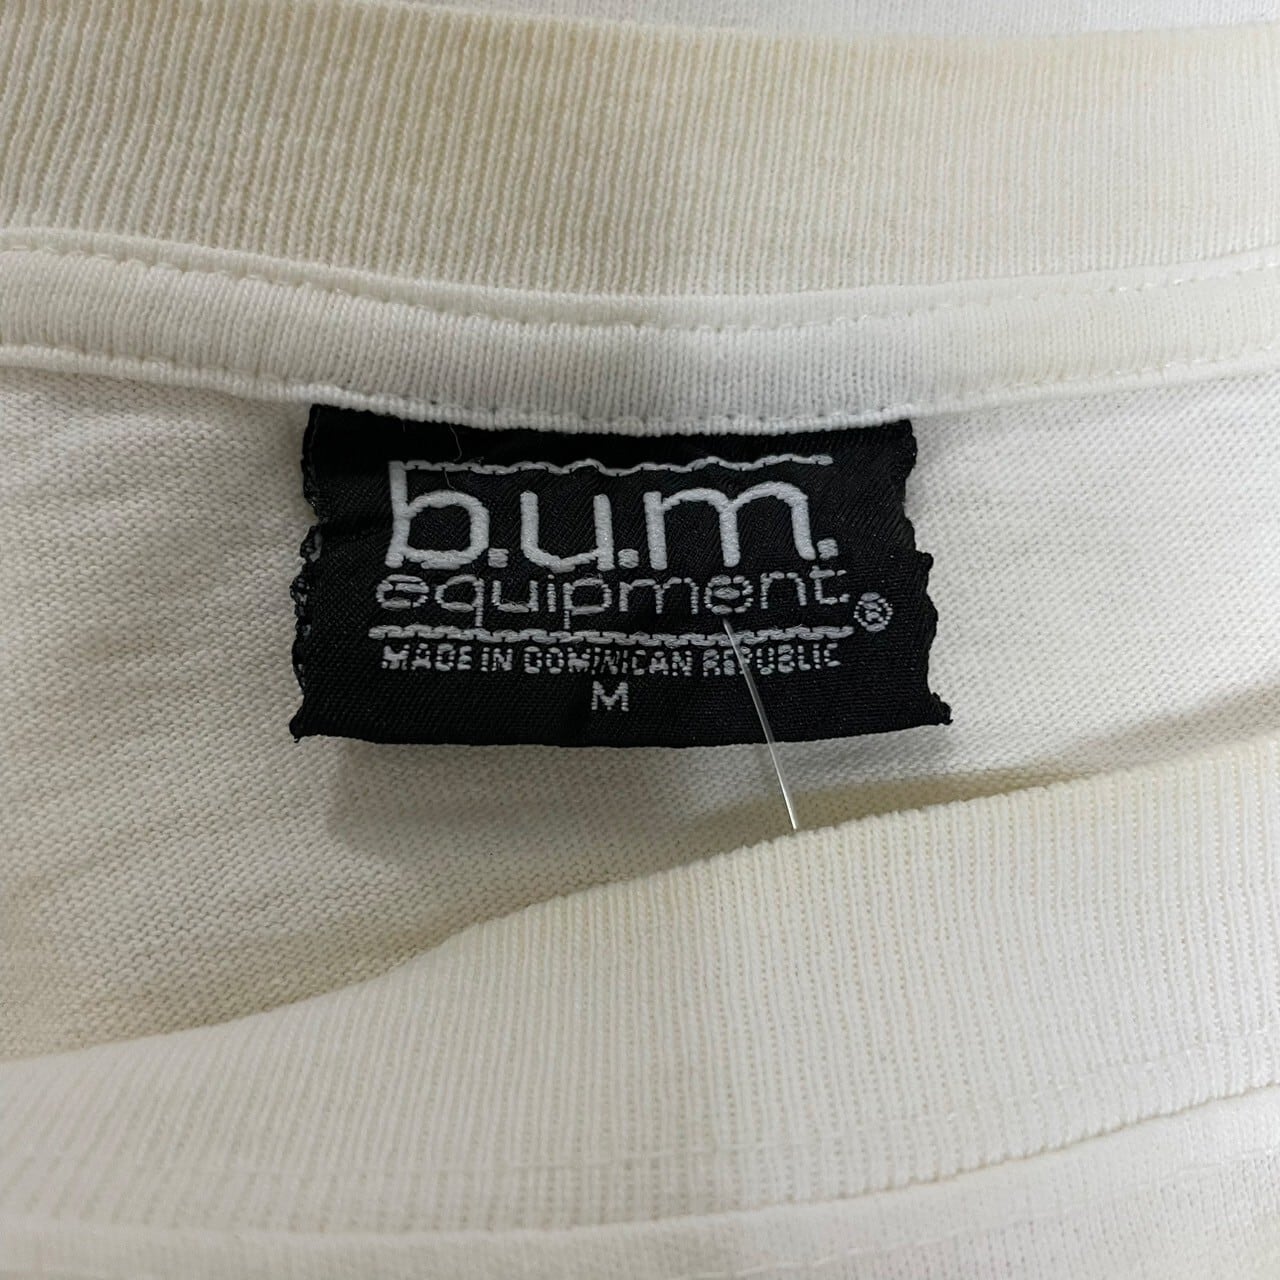 b.u.m.
equipment.®
MADE IN DOMINICAN REPUBLIC
M